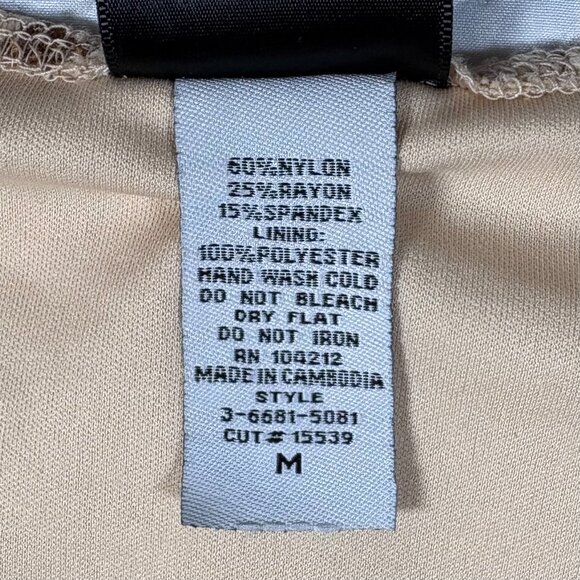 60%NYLON
25%RAYON
15%SPANDEX
LINING:
100%POLYESTER
HAND WASH COLD
DO NOT BLEACH
DRY FLAT
DO NOT IRON
RN 104212
MADE IN CAMBODIA
STYLE
3-6681-5081
CUT# 15539
M